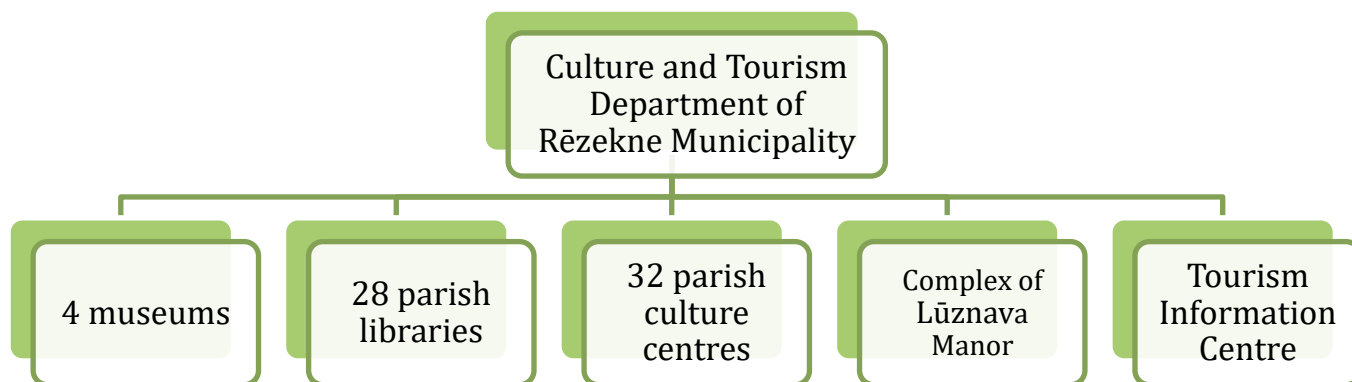 Culture and Tourism
Department of
Rēzekne Municipality
4 museums
28 parish
libraries
32 parish
culture
centres
Complex of
Lūznava
Manor
Tourism
Information
Centre